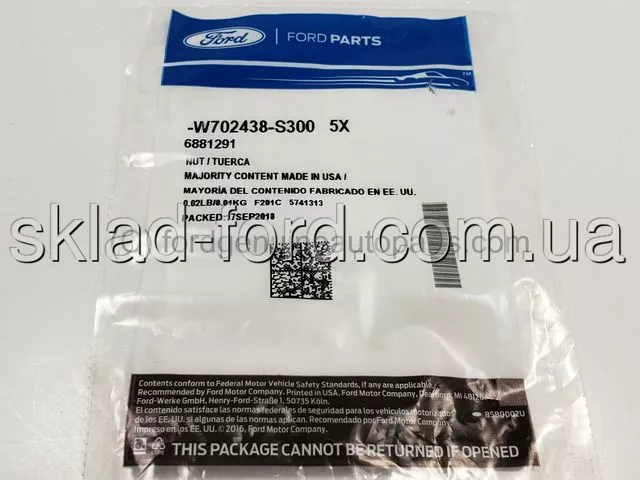 Ford | FORD PARTS
TM
-W702438-S300 5X
6881291
NUT / TUERCA
MAJORITY CONTENT MADE IN USA /
MAYORÍA DEL CONTENIDO FABRICADO EN EE. UU.
0.02LB/0.01KG F201C 5741313
PACKED: 17SEP2018
sklad-ford.com.ua
Contents conform to Federal Motor Vehicle Safety Standards, if any apply.
Recommended by Ford Motor Company. Printed in USA. Ford Motor Company, Dearborn, MI 48126
Ford-Werke GmbH, Henry-Ford-Straße 1, 50735 Köln.
El contenido satisface las normas federales de seguridad para los vehículos motorizados
de los EE. UU. si algunas de las normas aplican. Recomendado por Ford Motor Company.
Impreso en los EE. UU. © 2016, Ford Motor Company.
BSB0002U
THIS PACKAGE CANNOT BE RETURNED IF OPENED